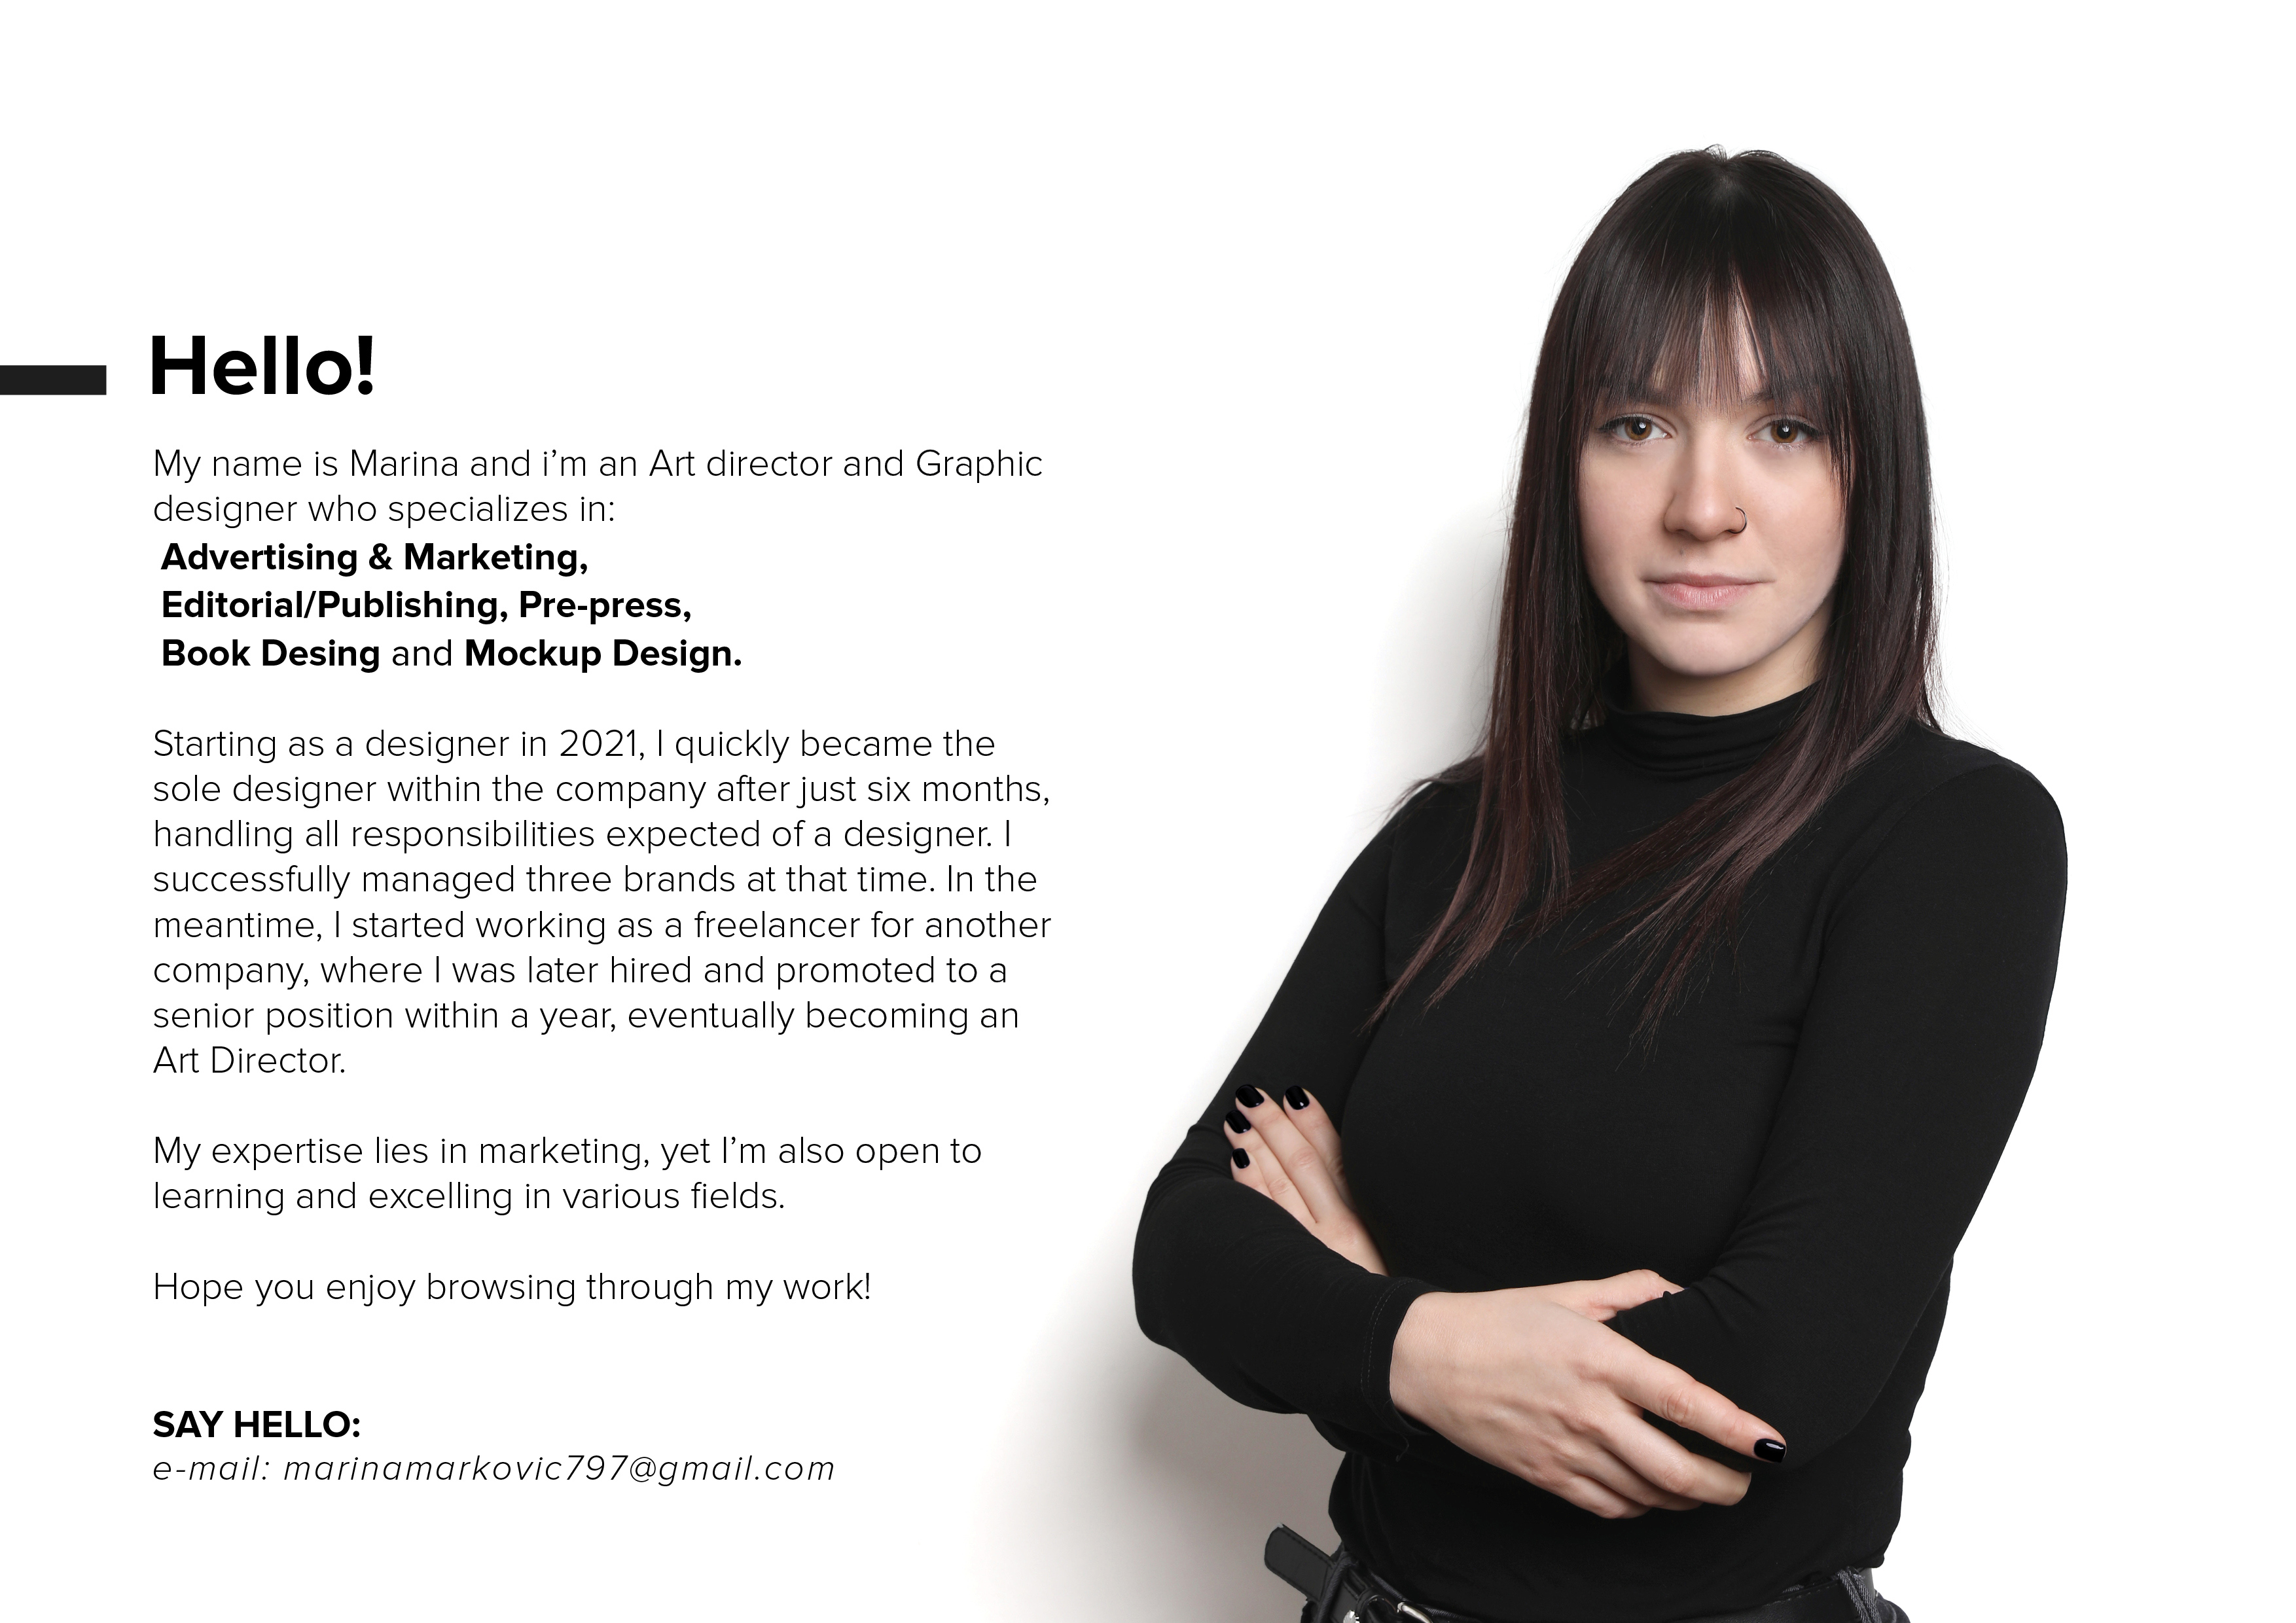 Hello!
My name is Marina and i’m an Art director and Graphic
designer who specializes in:
Advertising & Marketing,
Editorial/Publishing, Pre-press,
Book Desing and Mockup Design.
Starting as a designer in 2021, I quickly became the
sole designer within the company after just six months,
handling all responsibilities expected of a designer. I
successfully managed three brands at that time. In the
meantime, I started working as a freelancer for another
company, where I was later hired and promoted to a
senior position within a year, eventually becoming an
Art Director.
My expertise lies in marketing, yet I’m also open to
learning and excelling in various fields.
Hope you enjoy browsing through my work!
SAY HELLO:
e-mail: marinamarkovic797@gmail.com